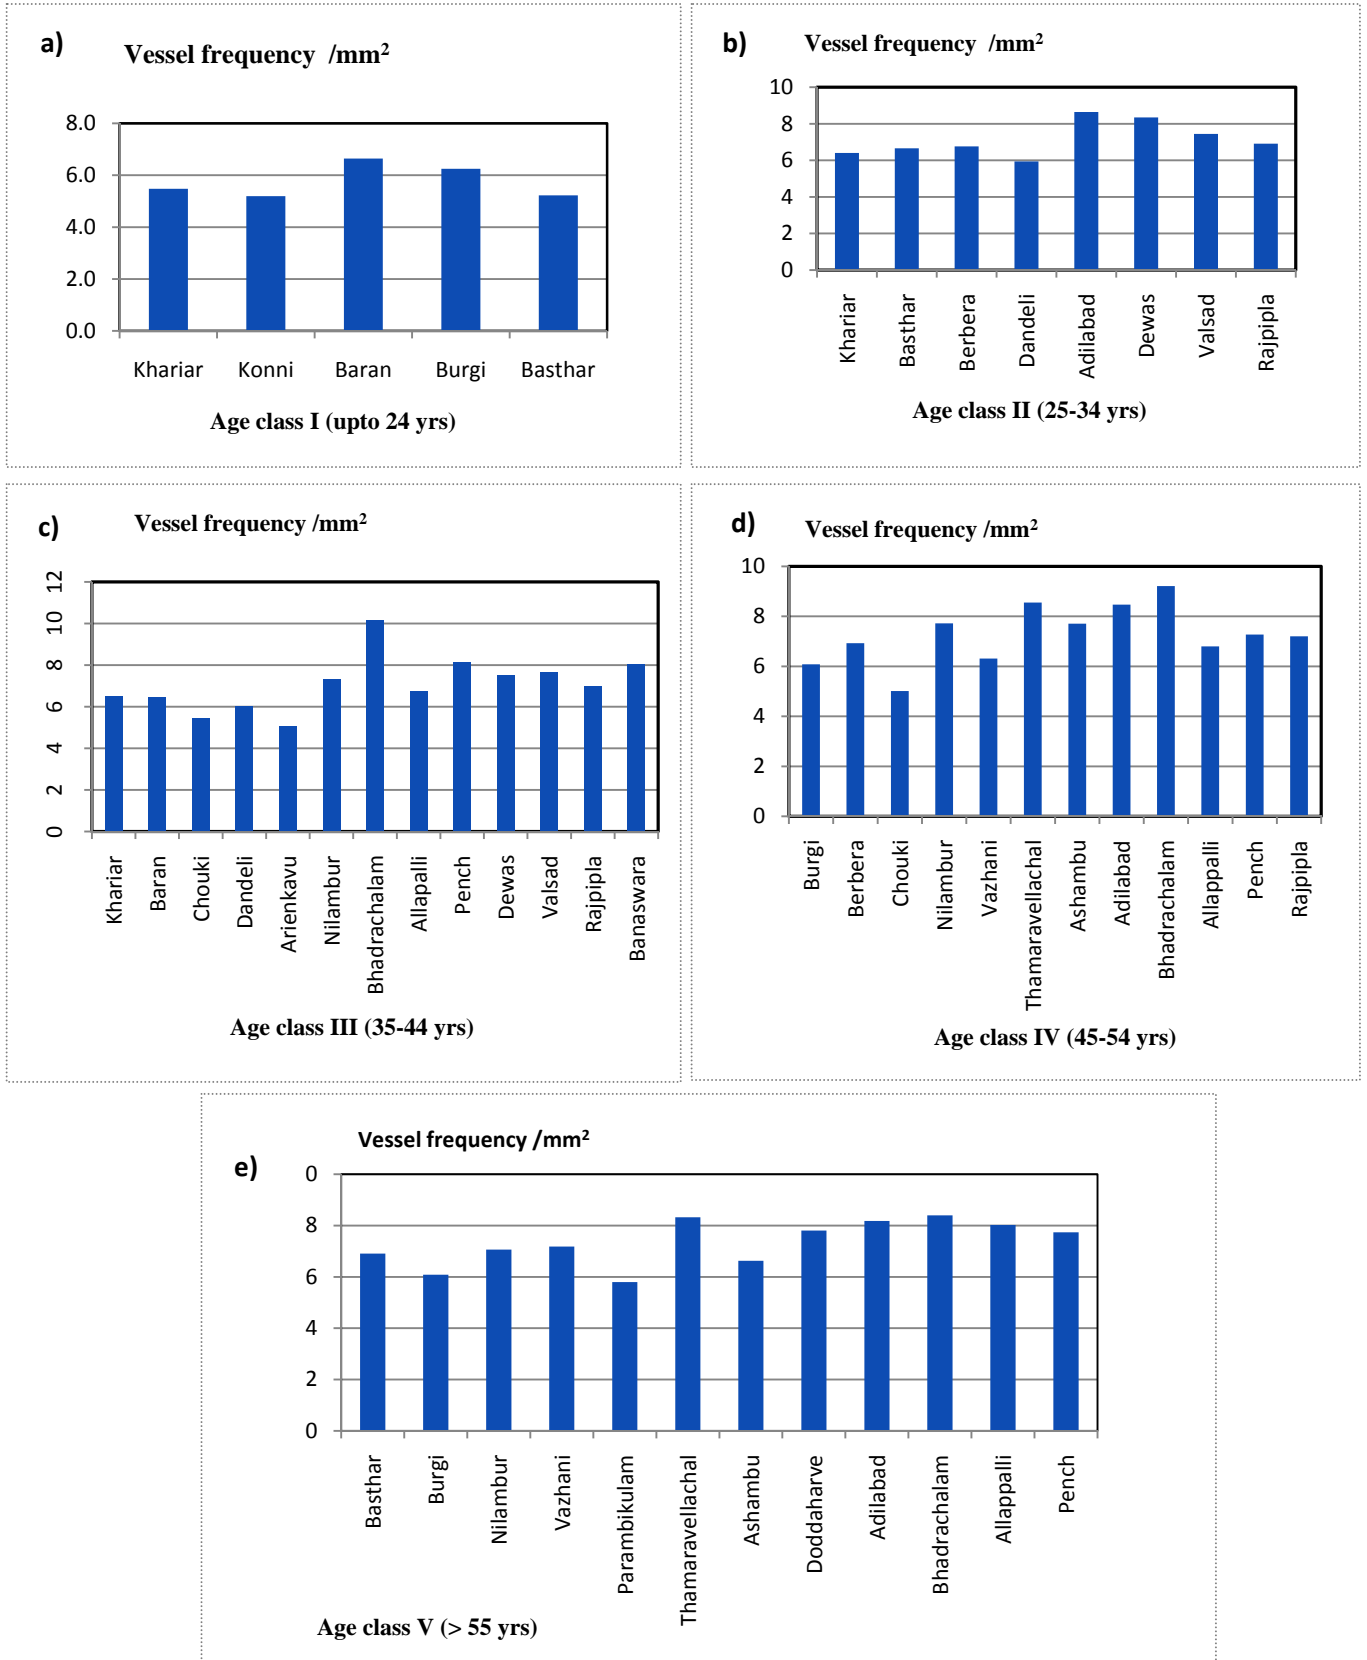 a)
Vessel frequency /mm²
8.0
6.0
4.0
2.0
0.0
Khariar Konni Baran Burgi Basthar
Age class I (upto 24 yrs)
b)
Vessel frequency /mm²
10
8
6
4
2
0
Khariar
Basthar
Berbera
Dandeli
Adilabad
Dewas
Valsad
Rajpipla
Age class II (25-34 yrs)
c)
Vessel frequency /mm²
12
10
8
6
4
2
0
Khariar
Baran
Chouki
Dandeli
Arienkavu
Nilambur
Bhadrachalam
Allapalli
Pench
Dewas
Valsad
Rajpipla
Banaswara
Age class III (35-44 yrs)
d)
Vessel frequency /mm²
10
8
6
4
2
0
Burgi
Berbera
Chouki
Nilambur
Vazhani
Thamaravellachal
Ashambu
Adilabad
Bhadrachalam
Allappalli
Pench
Rajpipla
Age class IV (45-54 yrs)
Vessel frequency /mm²
e)
0
8
6
4
2
0
Basthar
Burgi
Nilambur
Vazhani
Parambikulam
Thamaravellachal
Ashambu
Doddaharve
Adilabad
Bhadrachalam
Allappalli
Pench
Age class V (> 55 yrs)